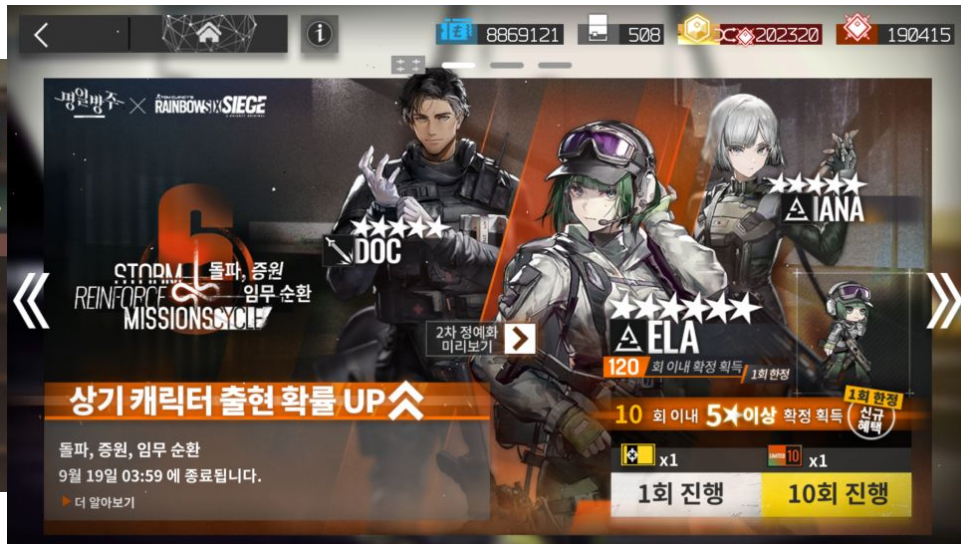 8869121
508
202320
190415
명일방주 × RAINBOWSIX SIEGE
★★★★★
DOC
★★★★★
IANA
★★★★★★
ELA
6
STORM
REINFORCE
MISSIONSCYCLE
돌파, 증원
임무 순환
2차 정예화
미리보기
120 회 이내 확정 획득 1회 한정
상기 캐릭터 출현 확률 UP
10 회 이내 5★이상 확정 획득
1회 한정
신규
혜택
돌파, 증원, 임무 순환
9월 19일 03:59 에 종료됩니다.
더 알아보기
x1
10 x1
1회 진행
10회 진행